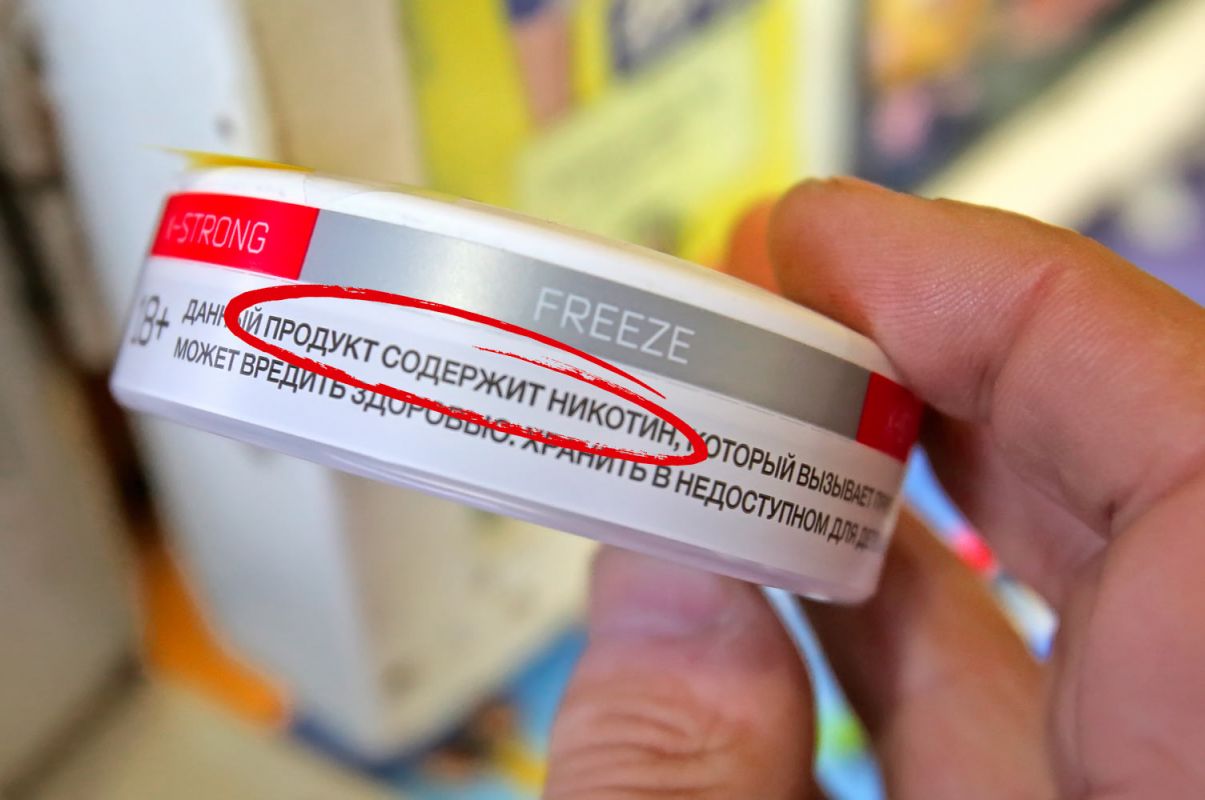 -STRONG
FREEZE
18+
ДАННЫЙ ПРОДУКТ СОДЕРЖИТ НИКОТИН, КОТОРЫЙ ВЫЗЫВАЕТ
МОЖЕТ ВРЕДИТЬ ЗДОРОВЬЮ. ХРАНИТЬ В НЕДОСТУПНОМ ДЛЯ